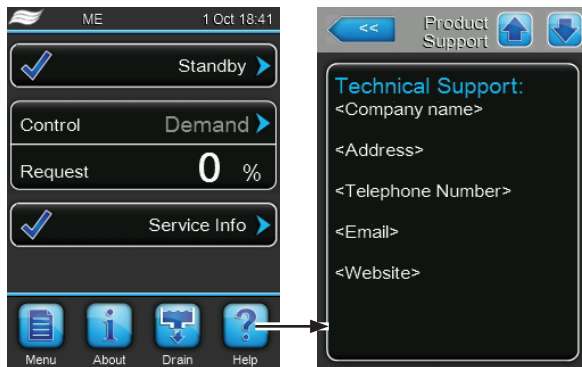 ME 1 Oct 18:41
Standby
Control Demand
Request 0 %
Service Info
Menu About Drain Help
<< Product
Support
Technical Support:
<Company name>
<Address>
<Telephone Number>
<Email>
<Website>